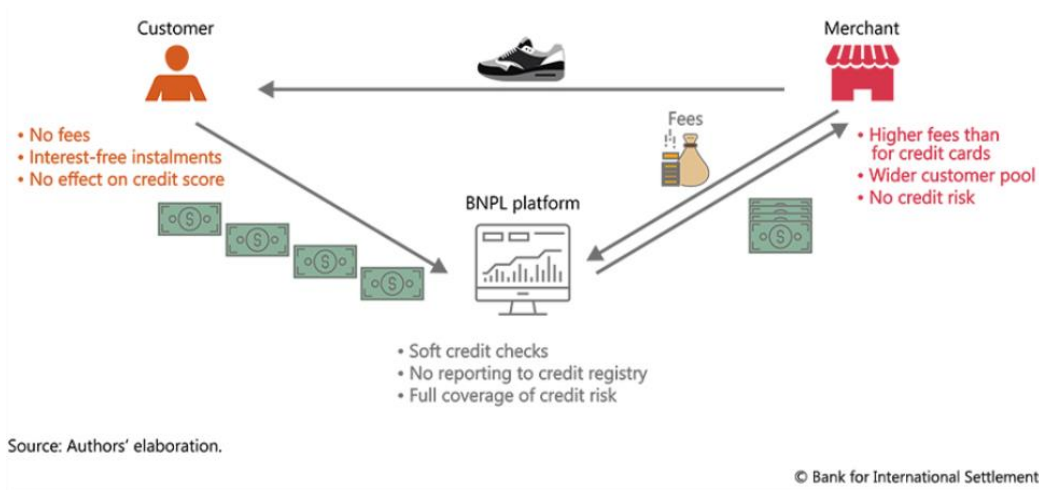 Customer
Merchant
• No fees
• Interest-free instalments
• No effect on credit score
Fees
• Higher fees than
for credit cards
• Wider customer pool
• No credit risk
BNPL platform
$
$
$
$
$
• Soft credit checks
• No reporting to credit registry
• Full coverage of credit risk
Source: Authors’ elaboration.
© Bank for International Settlement